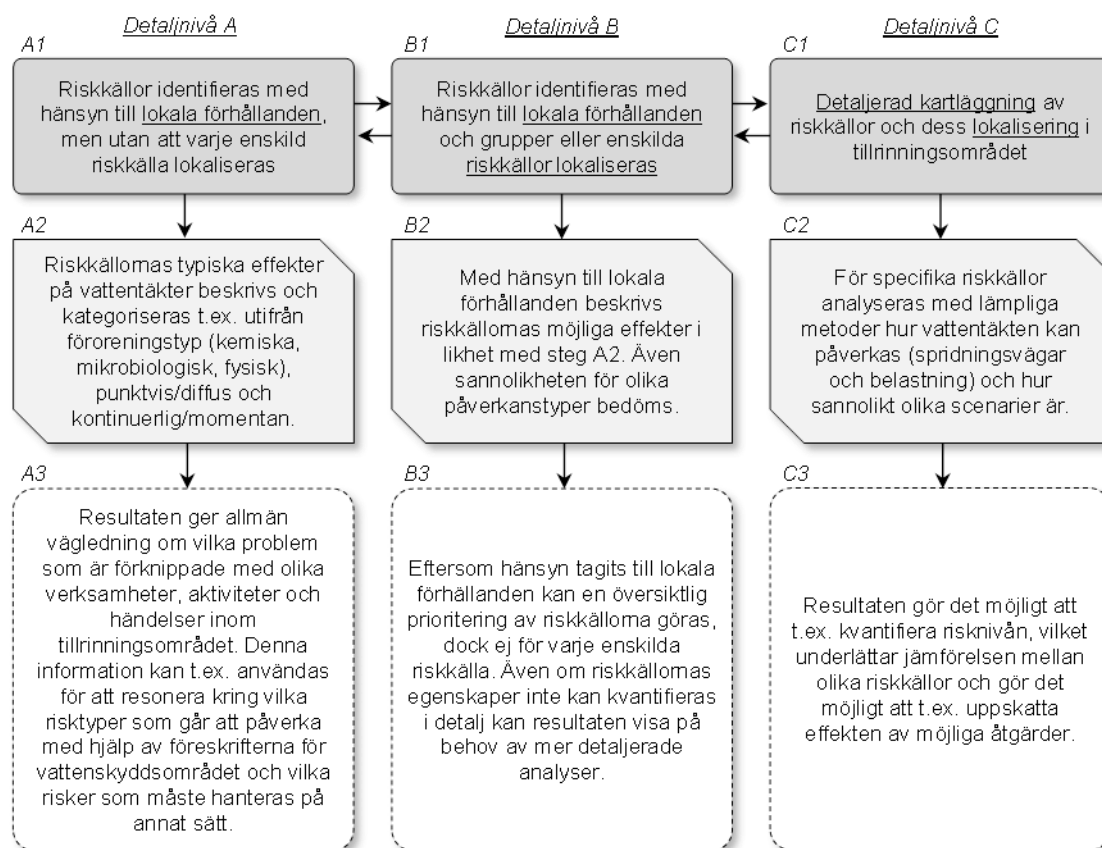 Detaljnivå A
A1
Riskkällor identifieras med
hänsyn till lokala förhållanden,
men utan att varje enskild
riskkälla lokaliseras
A2
Riskkällornas typiska effekter
på vattentäkter beskrivs och
kategoriseras t.ex. utifrån
föroreningstyp (kemiska,
mikrobiologisk, fysisk),
punktvis/diffus och
kontinuerlig/momentan.
A3
Resultaten ger allmän
vägledning om vilka problem
som är förknippade med olika
verksamheter, aktiviteter och
händelser inom
tillrinningsområdet. Denna
information kan t.ex. användas
för att resonera kring vilka
risktyper som går att påverka
med hjälp av föreskrifterna för
vattenskyddsområdet och vilka
risker som måste hanteras på
annat sätt.
Detaljnivå B
B1
Riskkällor identifieras med
hänsyn till lokala förhållanden
och grupper eller enskilda
riskkällor lokaliseras
B2
Med hänsyn till lokala
förhållanden beskrivs
riskkällornas möjliga effekter i
likhet med steg A2. Även
sannolikheten för olika
påverkanstyper bedöms.
B3
Eftersom hänsyn tagits till lokala
förhållanden kan en översiktlig
prioritering av riskkällorna göras,
dock ej för varje enskilda
riskkälla. Även om riskkällornas
egenskaper inte kan kvantifieras
i detalj kan resultaten visa på
behov av mer detaljerade
analyser.
Detaljnivå C
C1
Detaljerad kartläggning av
riskkällor och dess lokalisering i
tillrinningsområdet
C2
För specifika riskkällor
analyseras med lämpliga
metoder hur vattentäkten kan
påverkas (spridningsvägar
och belastning) och hur
sannolikt olika scenarier är.
C3
Resultaten gör det möjligt att
t.ex. kvantifiera risknivån, vilket
underlättar jämförelsen mellan
olika riskkällor och gör det
möjligt att t.ex. uppskatta
effekten av möjliga åtgärder.